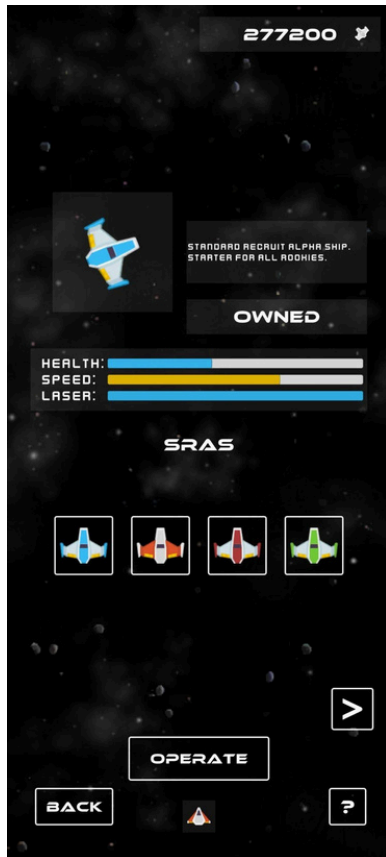 277200
STANDARD RECRUIT ALPHA SHIP.
STARTER FOR ALL ROOKIES.
OWNED
HEALTH:
SPEED:
LASER:
SRAS
>
OPERATE
BACK
?